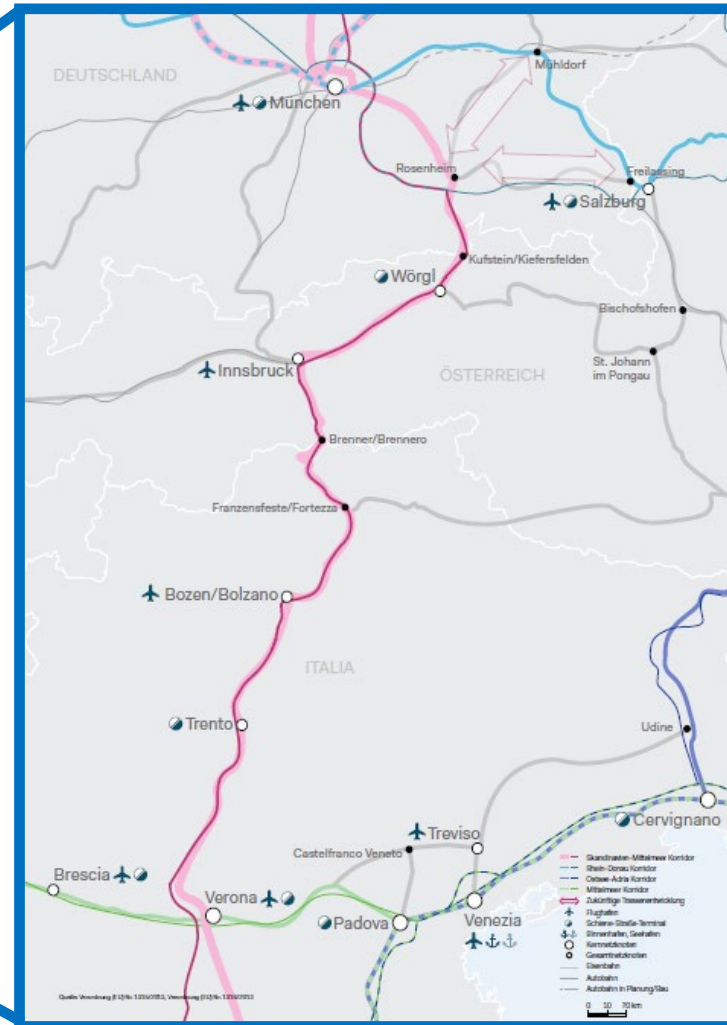 DEUTSCHLAND
Mühldorf
München
Rosenheim
Freilassing
Salzburg
Kufstein/Kiefersfelden
Wörgl
Bischofshofen
St. Johann
im Pongau
Innsbruck
ÖSTERREICH
Brenner/Brennero
Franzensfeste/Fortezza
Bozen/Bolzano
ITALIA
Trento
Udine
Cervignano
Treviso
Castelfranco Veneto
Brescia
Verona
Padova
Venezia
Skandinavien-Mittelmeer Korridor
Rhein-Donau Korridor
Ostsee-Adria Korridor
Mittelmeer Korridor
Zukünftige Trassenentwicklung
Flughafen
Schiene-Straße-Terminal
Binnenhafen, Seehafen
Kernnetzknoten
Gesamtnetzknoten
Eisenbahn
Autobahn
Autobahn in Planung/Bau
0 10 20 km